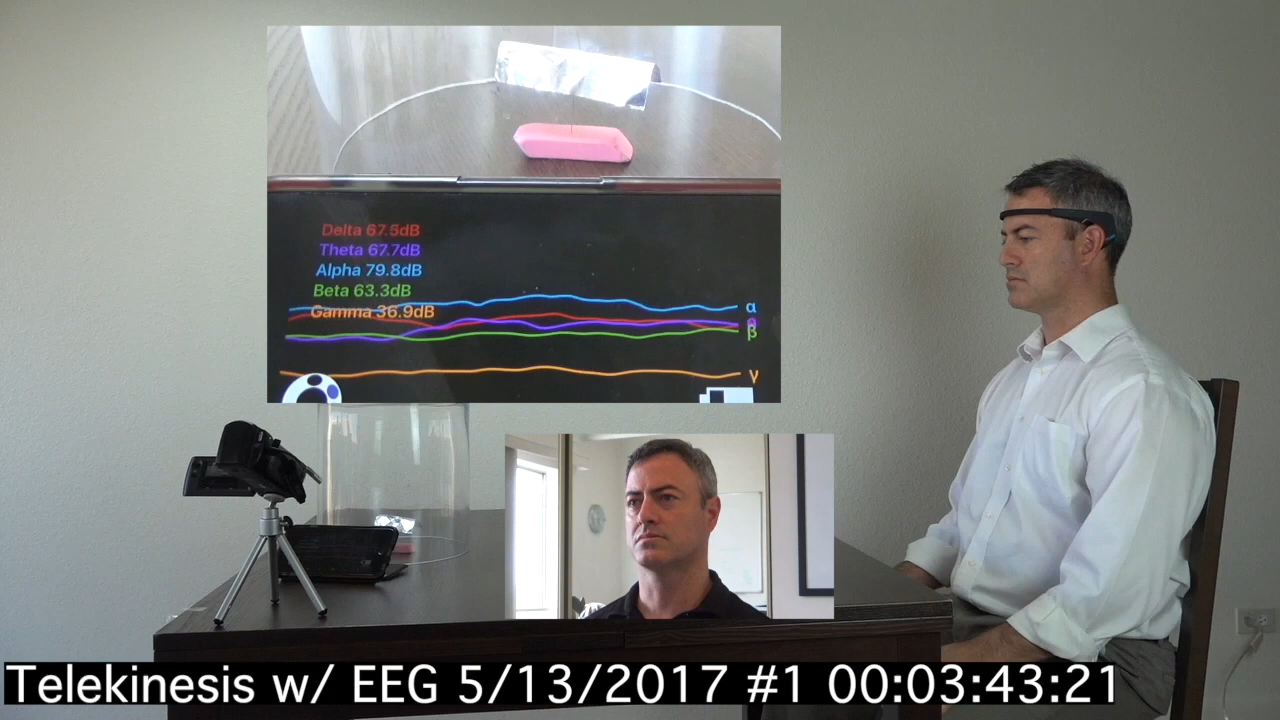 Delta 67.5dB
Theta 67.7dB
Alpha 79.8dB
Beta 63.3dB
Gamma 36.9dB
α
θ
β
γ
Telekinesis w/ EEG 5/13/2017 #1 00:03:43:21